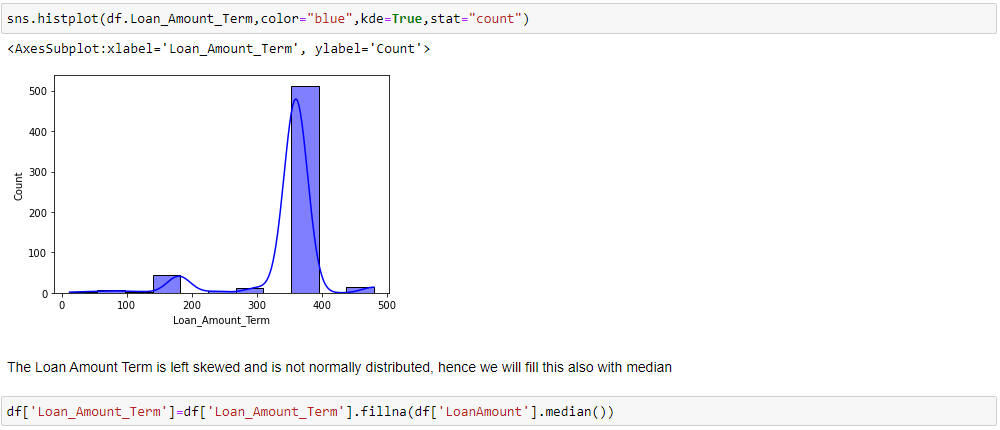 sns.histplot(df.Loan_Amount_Term,color="blue",kde=True,stat="count")
<AxesSubplot:xlabel='Loan_Amount_Term', ylabel='Count'>
500
400
300
200
100
0
Count
0 100 200 300 400 500
Loan_Amount_Term
The Loan Amount Term is left skewed and is not normally distributed, hence we will fill this also with median
df['Loan_Amount_Term']=df['Loan_Amount_Term'].fillna(df['LoanAmount'].median())